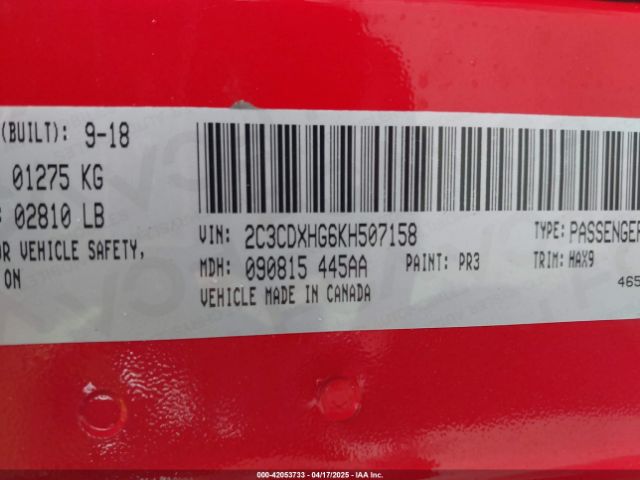 (BUILT): 9-18
01275 KG
02810 LB
VEHICLE SAFETY,
ON
VIN: 2C3CDXHG6KH507158
TYPE: PASSENGER
MDH: 090815 445AA
PAINT: PR3
TRIM: HAX9
VEHICLE MADE IN CANADA
465
000-42053733 - 04/17/2025 - IAA Inc.